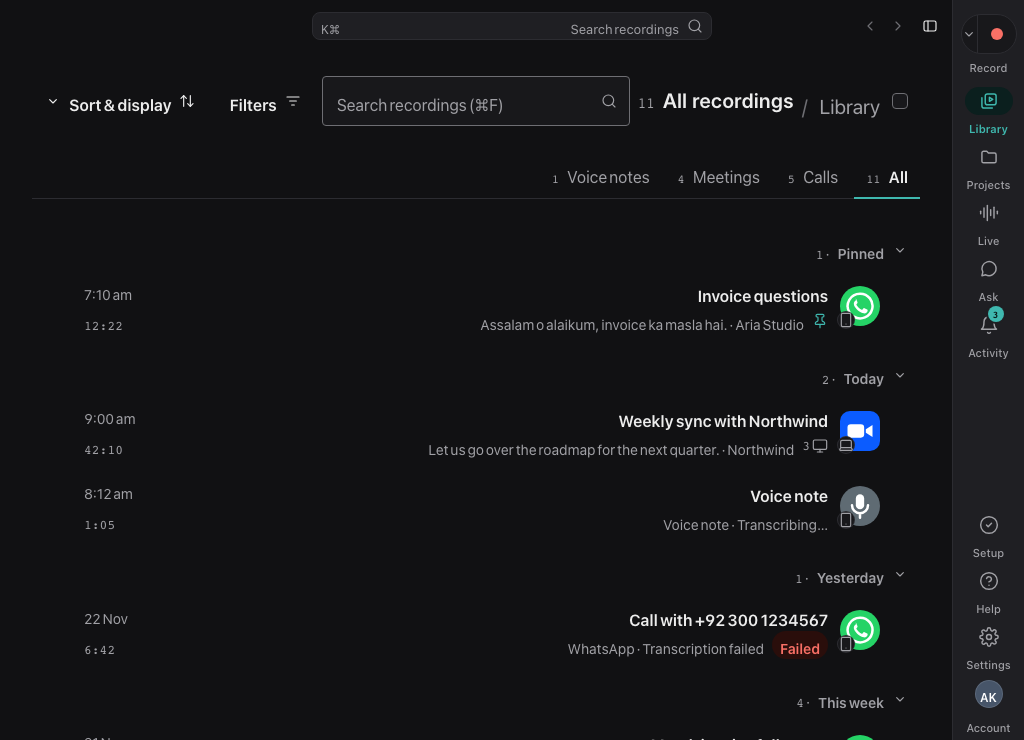 K⌘ Search recordings
Record
Sort & display
Filters
Search recordings (⌘F)
11 All recordings / Library
Library
1 Voice notes
4 Meetings
5 Calls
11 All
Projects
Live
Ask
3
Activity
1 · Pinned
7:10 am
Invoice questions
12:22
Assalam o alaikum, invoice ka masla hai. · Aria Studio
2 · Today
9:00 am
Weekly sync with Northwind
42:10
Let us go over the roadmap for the next quarter. · Northwind 3
8:12 am
Voice note
1:05
Voice note · Transcribing...
1 · Yesterday
22 Nov
Call with +92 300 1234567
6:42
WhatsApp · Transcription failed Failed
4 · This week
Setup
Help
Settings
AK
Account